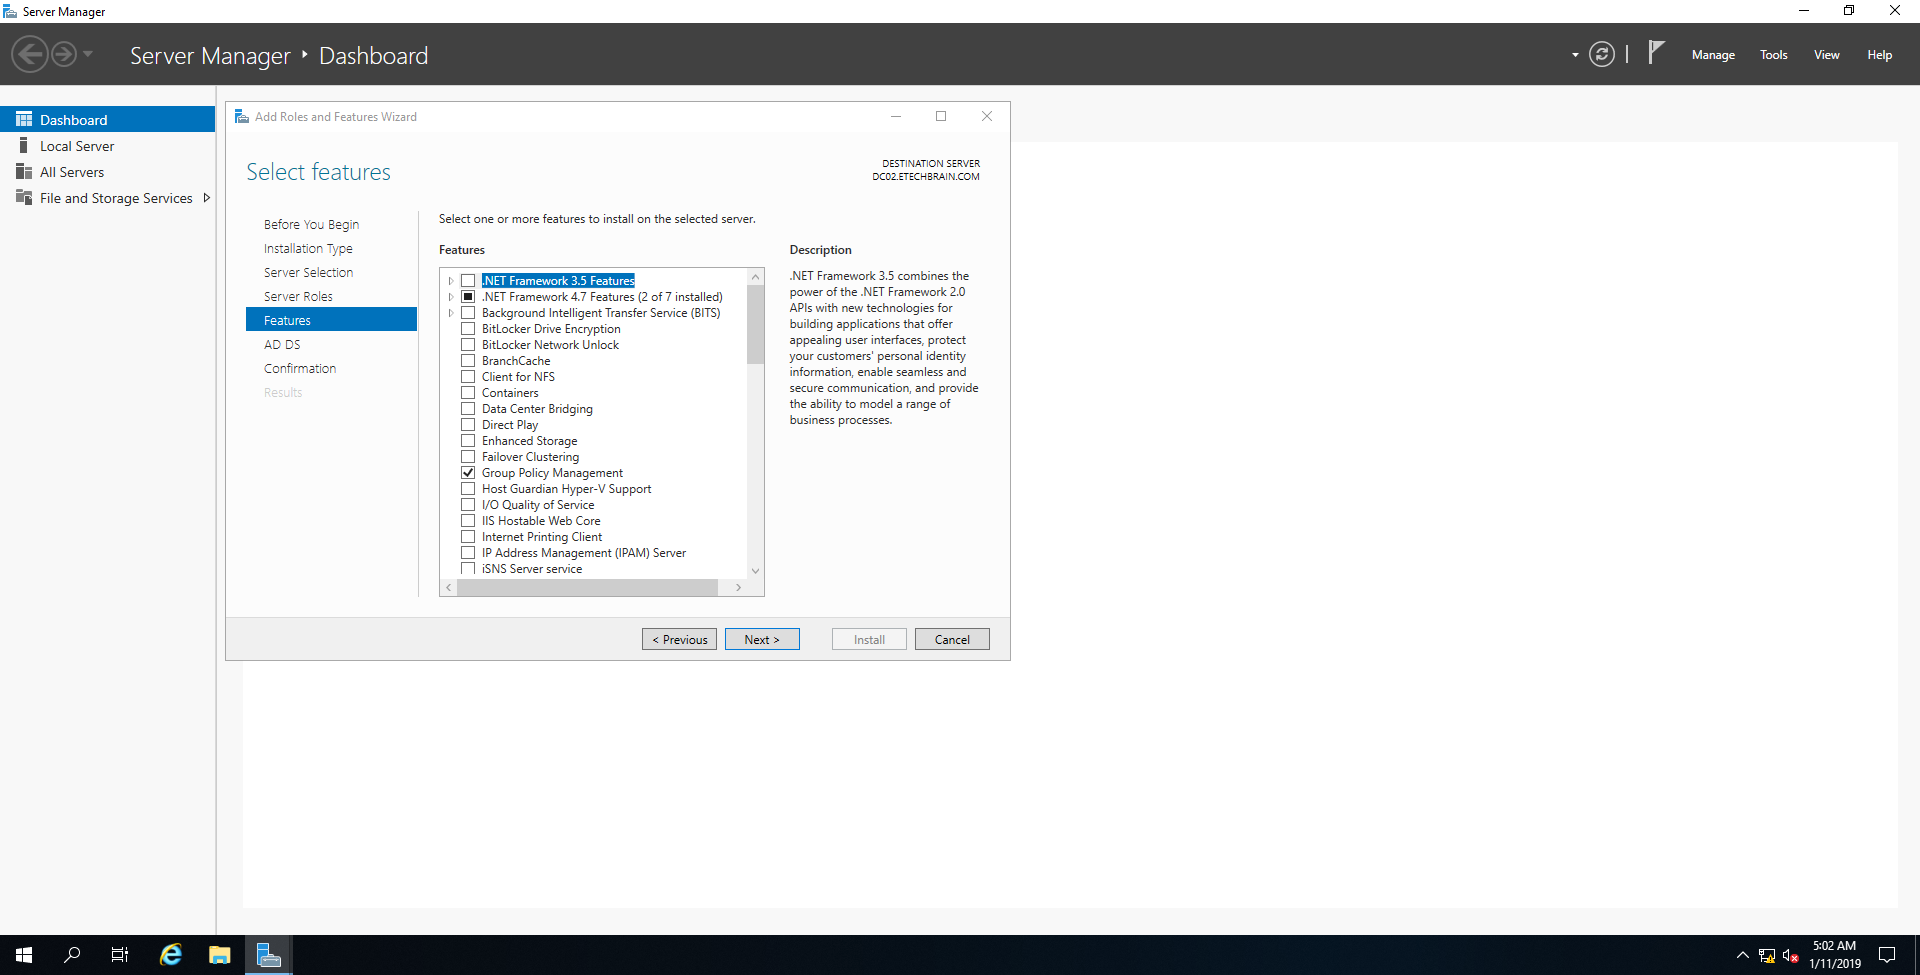 Server Manager
Server Manager ‣ Dashboard
Manage
Tools
View
Help
Dashboard
Local Server
All Servers
File and Storage Services
Add Roles and Features Wizard
Select features
DESTINATION SERVER
DC02.ETECHBRAIN.COM
Before You Begin
Installation Type
Server Selection
Server Roles
Features
AD DS
Confirmation
Results
Select one or more features to install on the selected server.
Features
.NET Framework 3.5 Features
.NET Framework 4.7 Features (2 of 7 installed)
Background Intelligent Transfer Service (BITS)
BitLocker Drive Encryption
BitLocker Network Unlock
BranchCache
Client for NFS
Containers
Data Center Bridging
Direct Play
Enhanced Storage
Failover Clustering
Group Policy Management
Host Guardian Hyper-V Support
I/O Quality of Service
IIS Hostable Web Core
Internet Printing Client
IP Address Management (IPAM) Server
iSNS Server service
Description
.NET Framework 3.5 combines the
power of the .NET Framework 2.0
APIs with new technologies for
building applications that offer
appealing user interfaces, protect
your customers' personal identity
information, enable seamless and
secure communication, and provide
the ability to model a range of
business processes.
< Previous
Next >
Install
Cancel
5:02 AM
1/11/2019